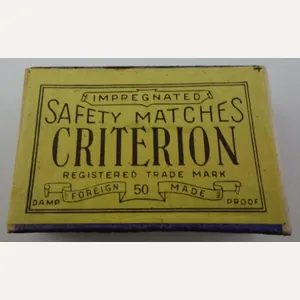 IMPREGNATED
SAFETY MATCHES
CRITERION
REGISTERED TRADE MARK
DAMP FOREIGN 50 MADE PROOF